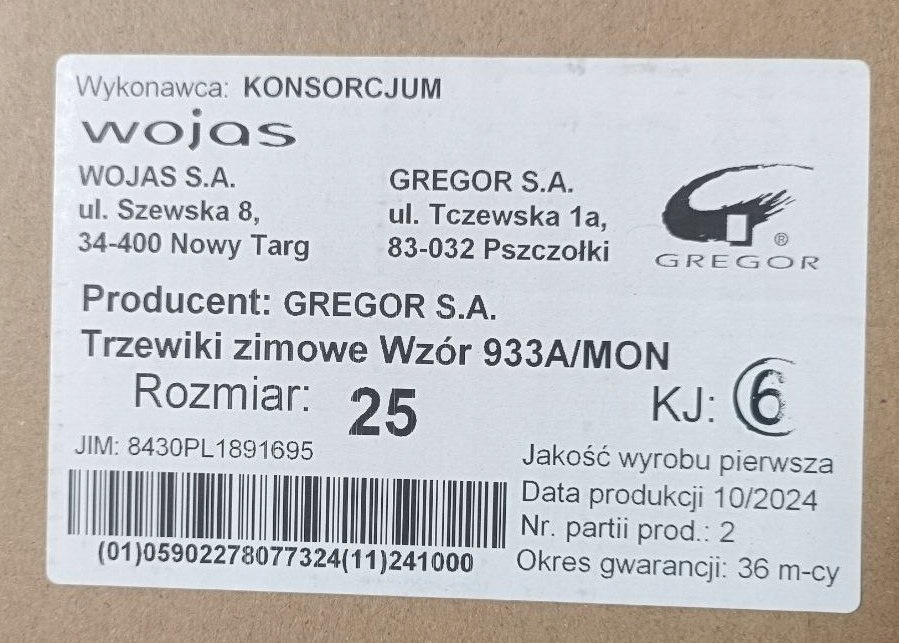 Wykonawca: KONSORCJUM
wojas
WOJAS S.A.
ul. Szewska 8,
34-400 Nowy Targ
GREGOR S.A.
ul. Tczewska 1a,
83-032 Pszczołki
GREGOR®
Producent: GREGOR S.A.
Trzewiki zimowe Wzór 933A/MON
Rozmiar: 25
KJ: 6
JIM: 8430PL1891695
(01)05902278077324(11)241000
Jakość wyrobu pierwsza
Data produkcji 10/2024
Nr. partii prod.: 2
Okres gwarancji: 36 m-cy